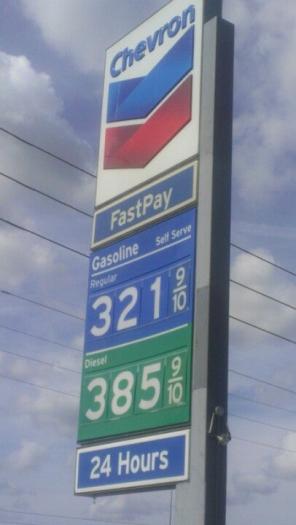 Chevron
FastPay
Gasoline Self Serve
Regular
321 9/10
Diesel
385 9/10
24 Hours